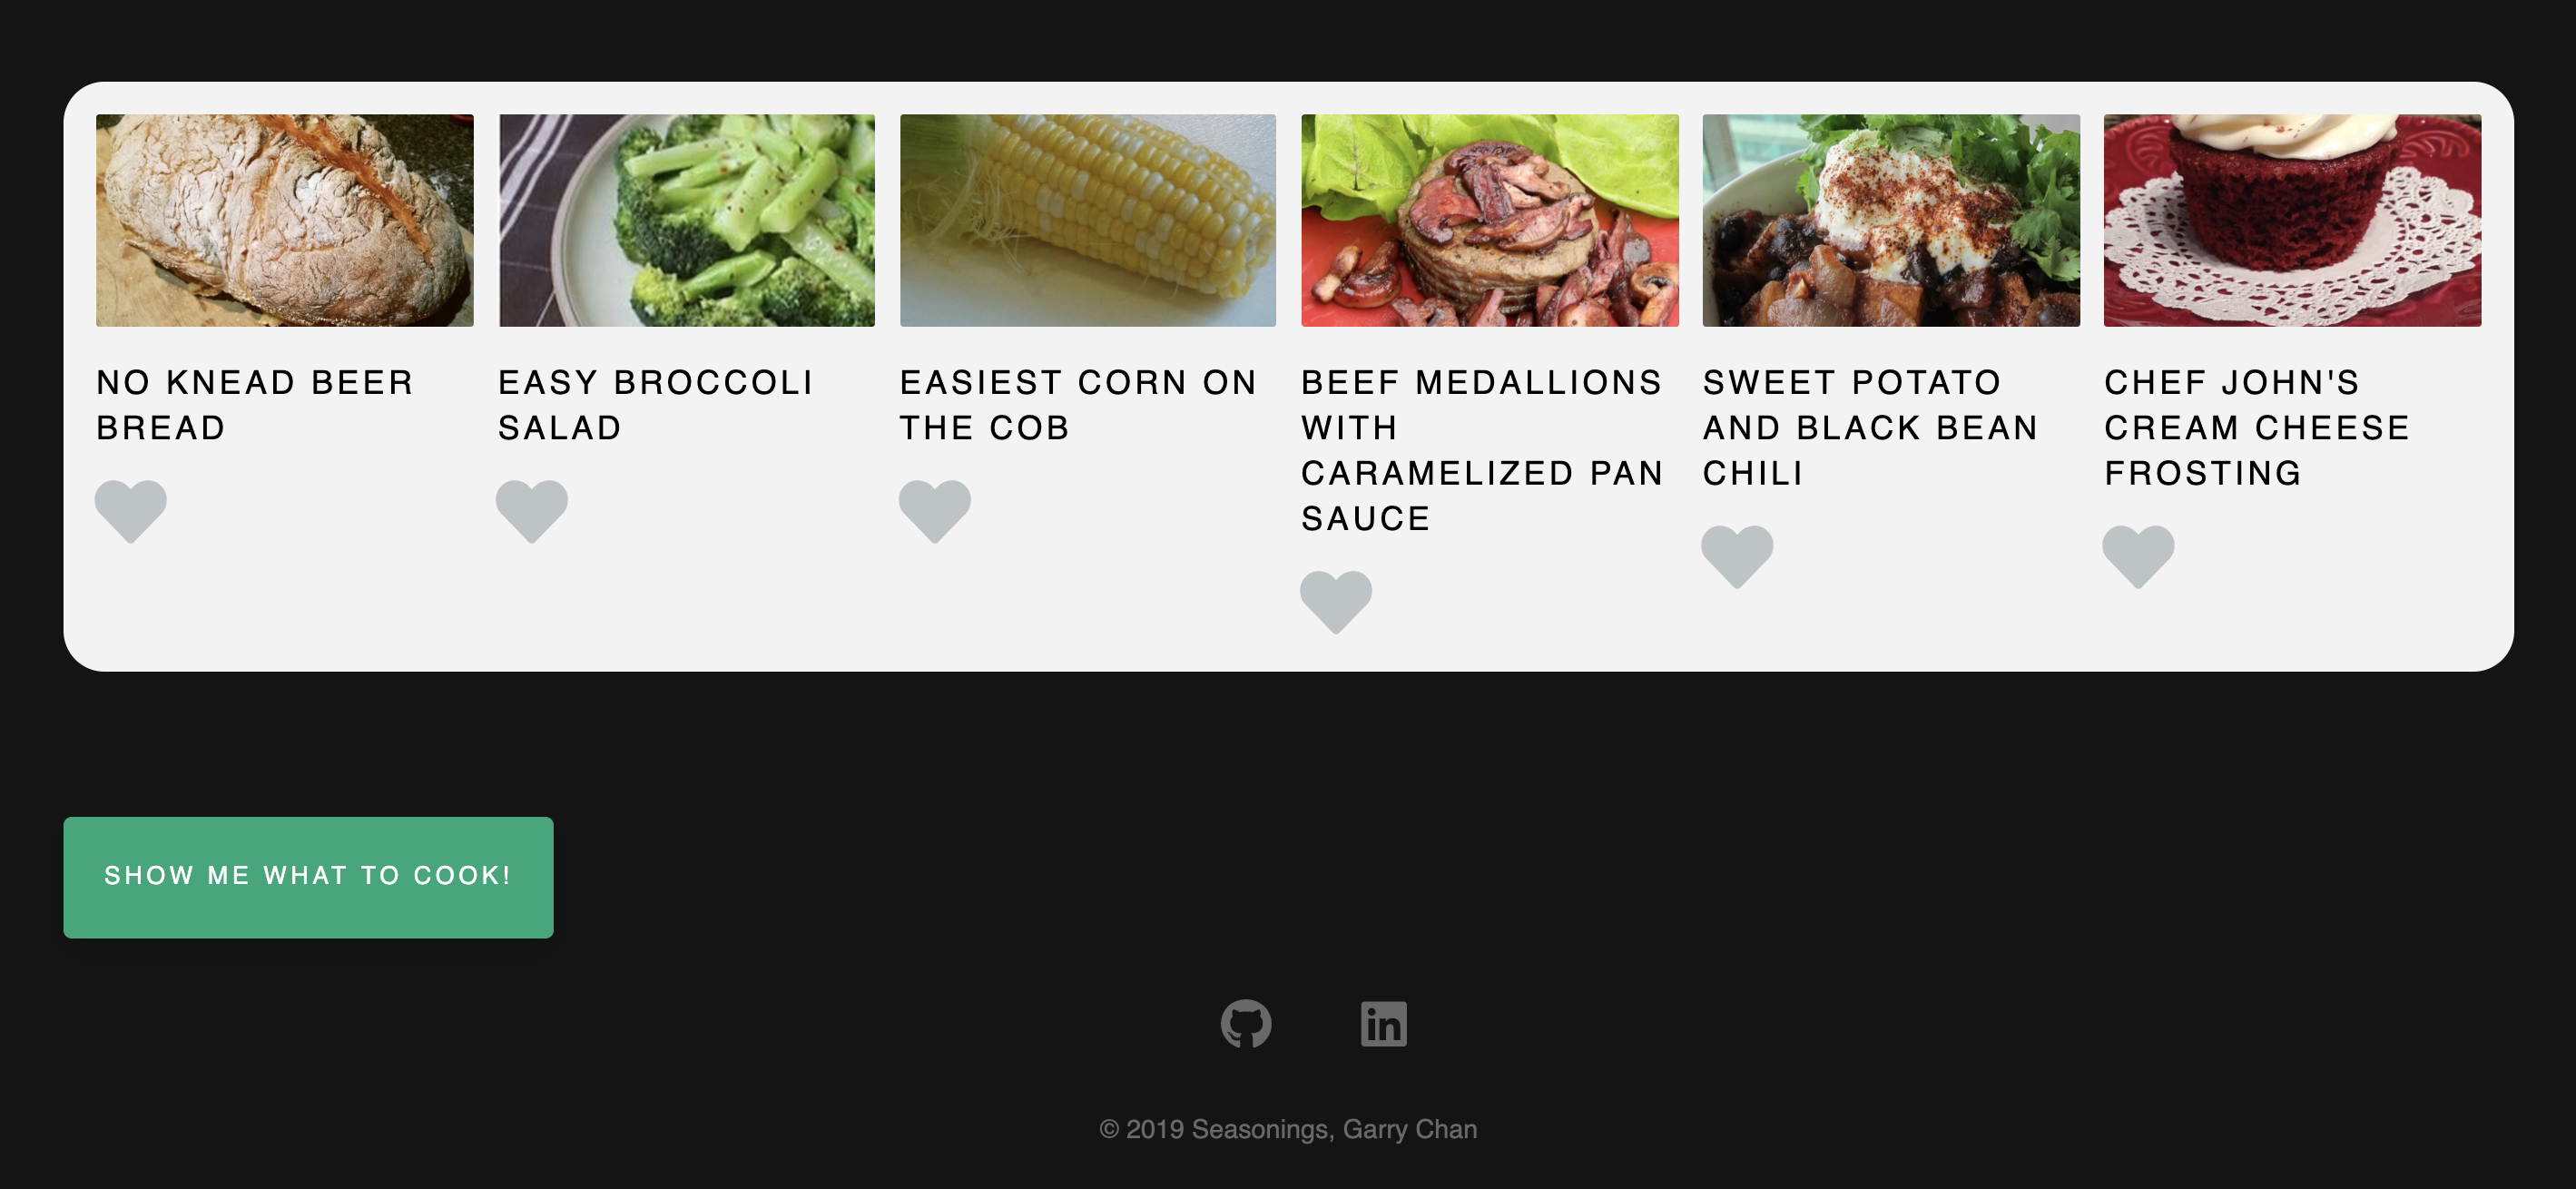 NO KNEAD BEER
BREAD
EASY BROCCOLI
SALAD
EASIEST CORN ON
THE COB
BEEF MEDALLIONS
WITH
CARAMELIZED PAN
SAUCE
SWEET POTATO
AND BLACK BEAN
CHILI
CHEF JOHN'S
CREAM CHEESE
FROSTING
SHOW ME WHAT TO COOK!
in
© 2019 Seasonings, Garry Chan